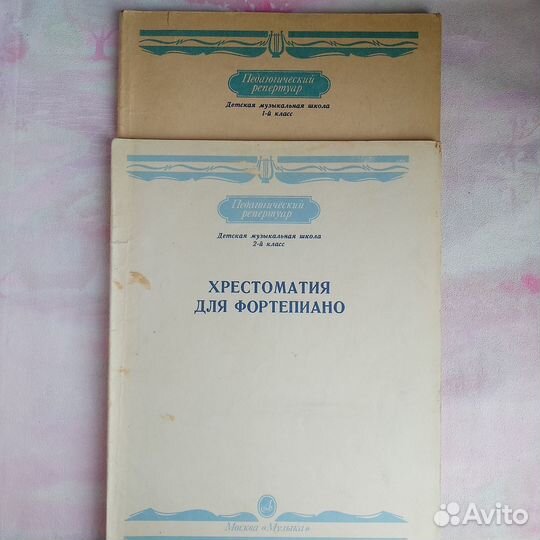 Педагогический
репертуар
Детская музыкальная школа
1-й класс
Педагогический
репертуар
Детская музыкальная школа
2-й класс
ХРЕСТОМАТИЯ
ДЛЯ ФОРТЕПИАНО
Москва «Музыка»
Avito